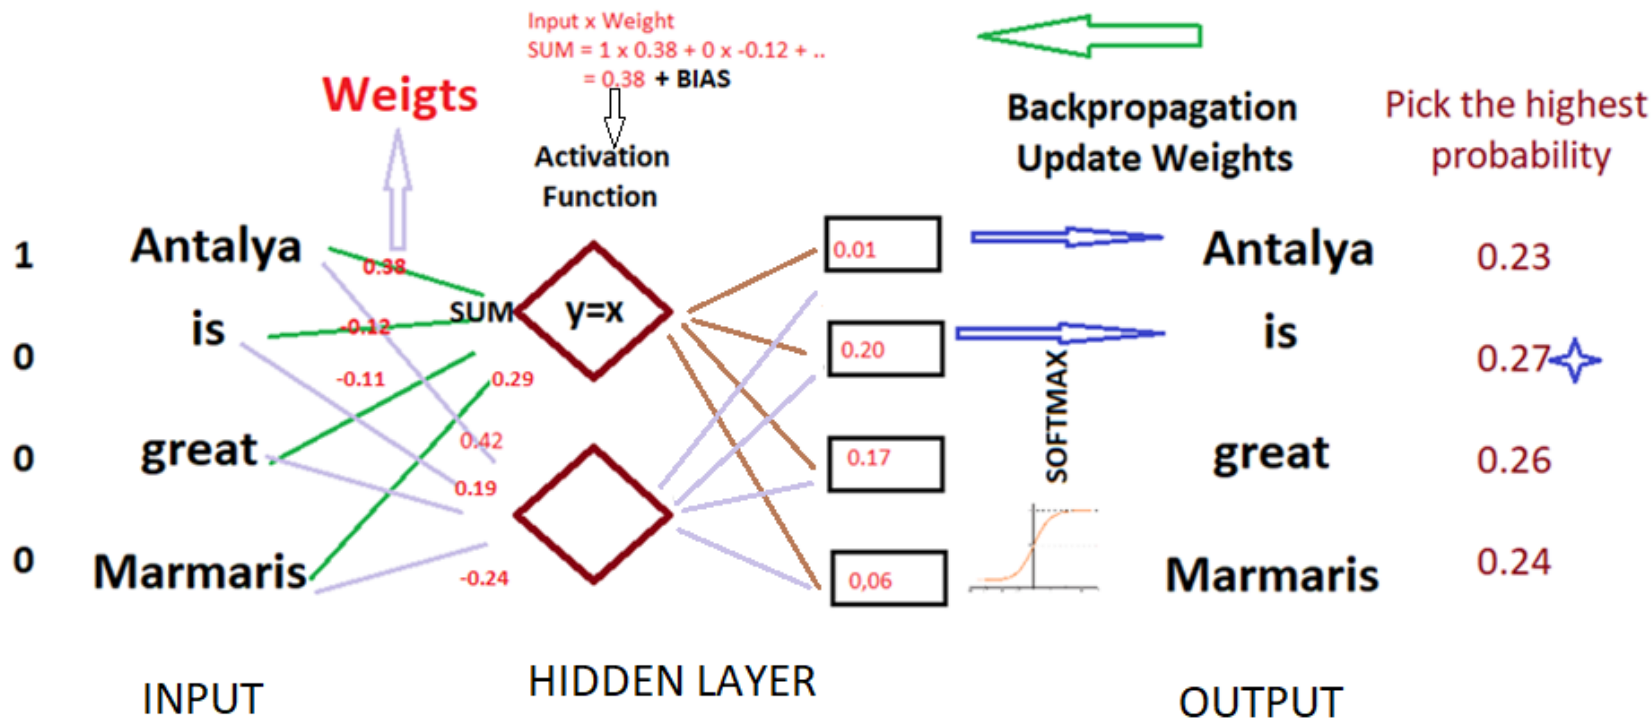 Input x Weight
SUM = 1 x 0.38 + 0 x -0.12 + ..
= 0.38 + BIAS
Weigts
Activation
Function
Backpropagation
Update Weights
Pick the highest
probability
1
Antalya
0.38
SUM
y=x
0.01
Antalya
0.23
0
is
-0.12
-0.11
0.29
0.20
is
0.27
SOFTMAX
0
great
0.42
0.19
0.17
great
0.26
0
Marmaris
-0.24
0,06
Marmaris
0.24
INPUT
HIDDEN LAYER
OUTPUT